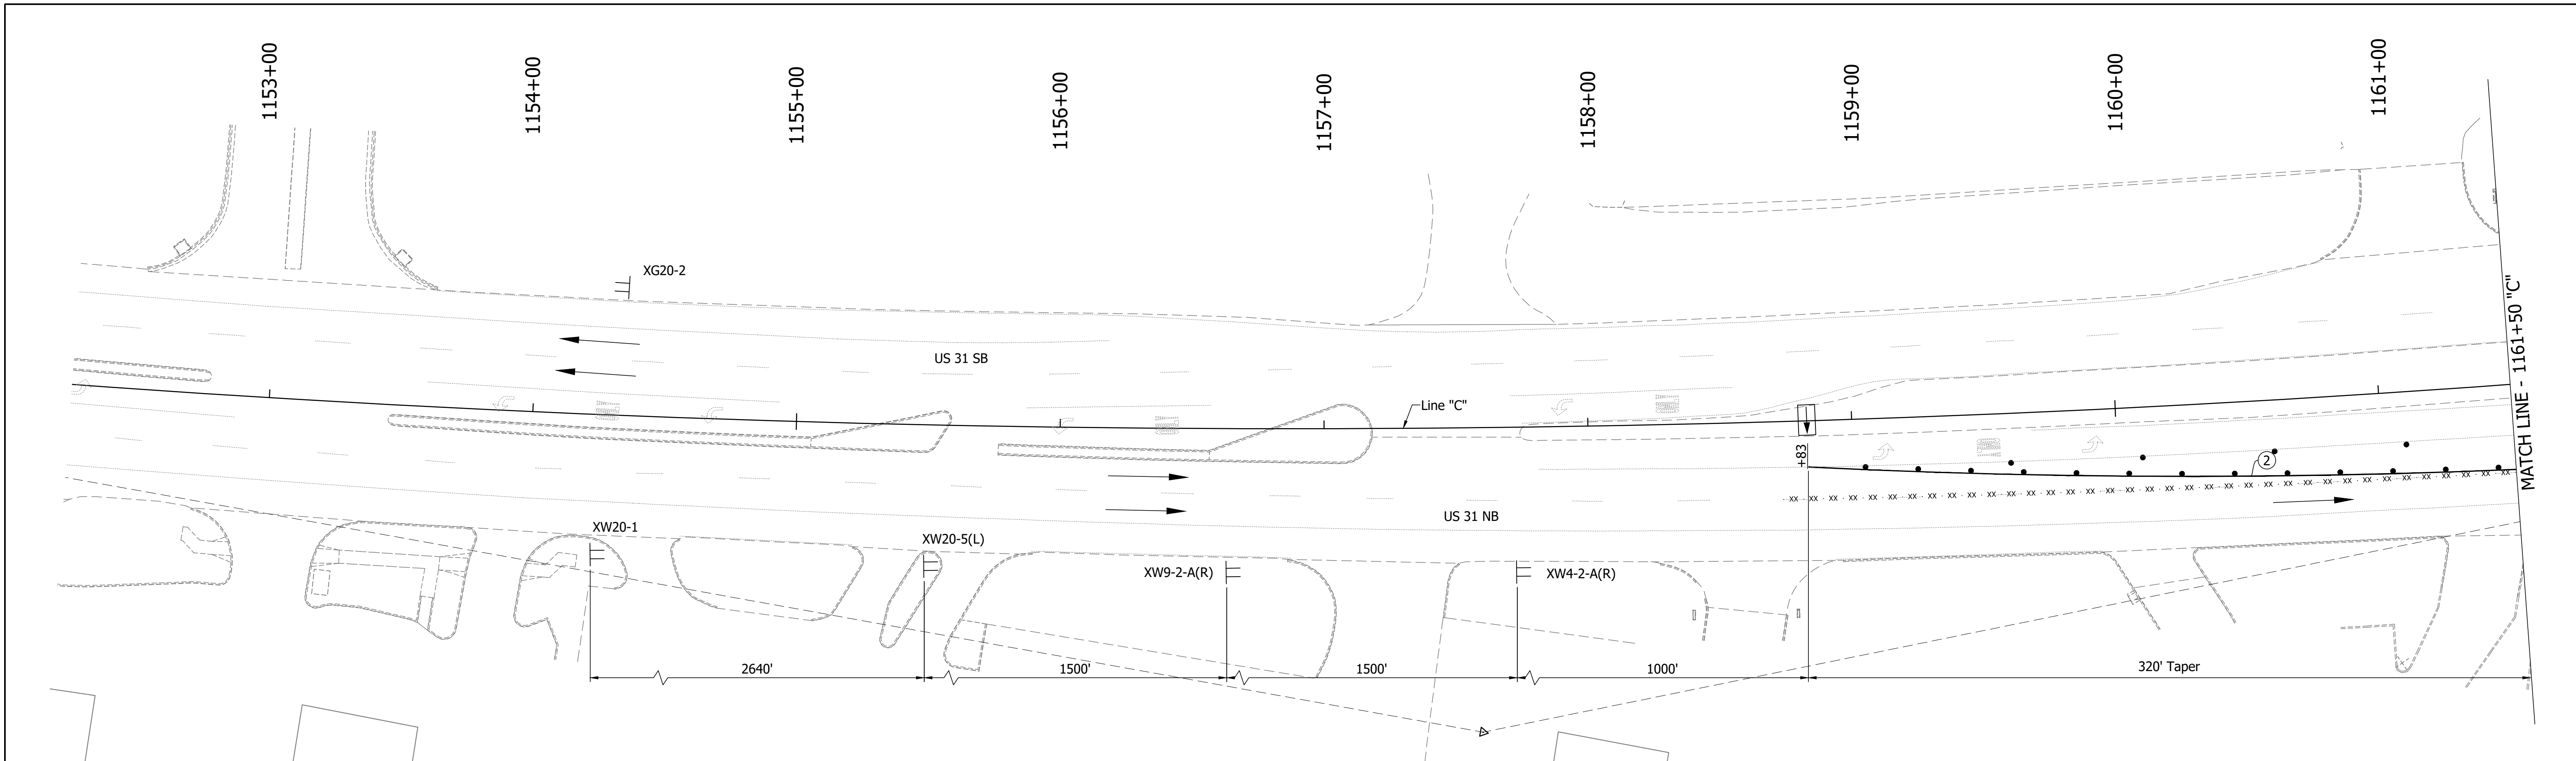 1153+00
1154+00
1155+00
1156+00
1157+00
1158+00
1159+00
1160+00
1161+00
XG20-2
US 31 SB
Line "C"
+83
2
MATCH LINE - 1161+50 "C"
US 31 NB
XW20-1
XW20-5(L)
XW9-2-A(R)
XW4-2-A(R)
2640'
1500'
1500'
1000'
320' Taper